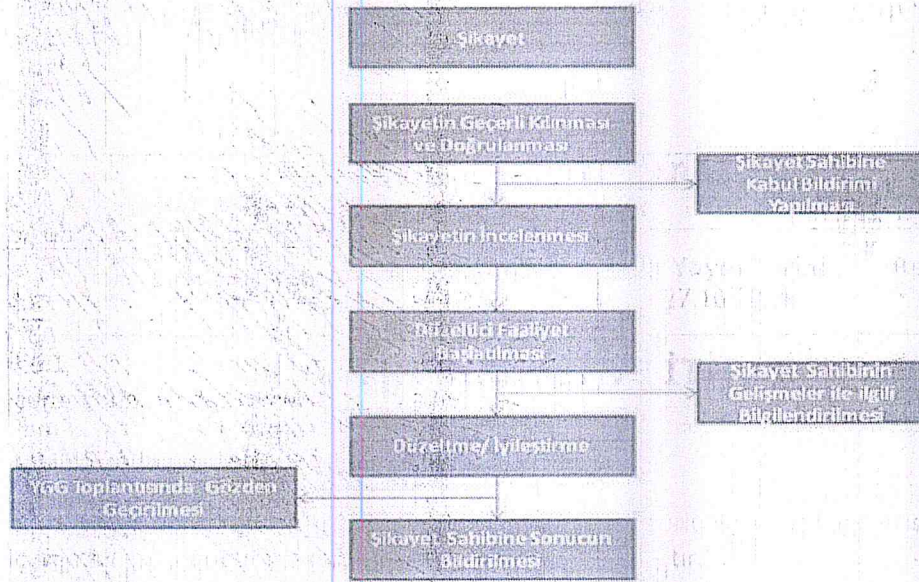 Şikayet
Şikayetin Geçerli Kılınması
ve Doğrulanması
Şikayet Sahibine
Kabul Bildirimi
Yapılması
Şikayetin İncelenmesi
Düzeltici Faaliyet
Başlatılması
Şikayet Sahibinin
Gelişmeler ile ilgili
Bilgilendirilmesi
Düzeltme/ İyileştirme
YGG Toplantısında Gözden
Geçirilmesi
Şikayet Sahibine Sonucun
Bildirilmesi